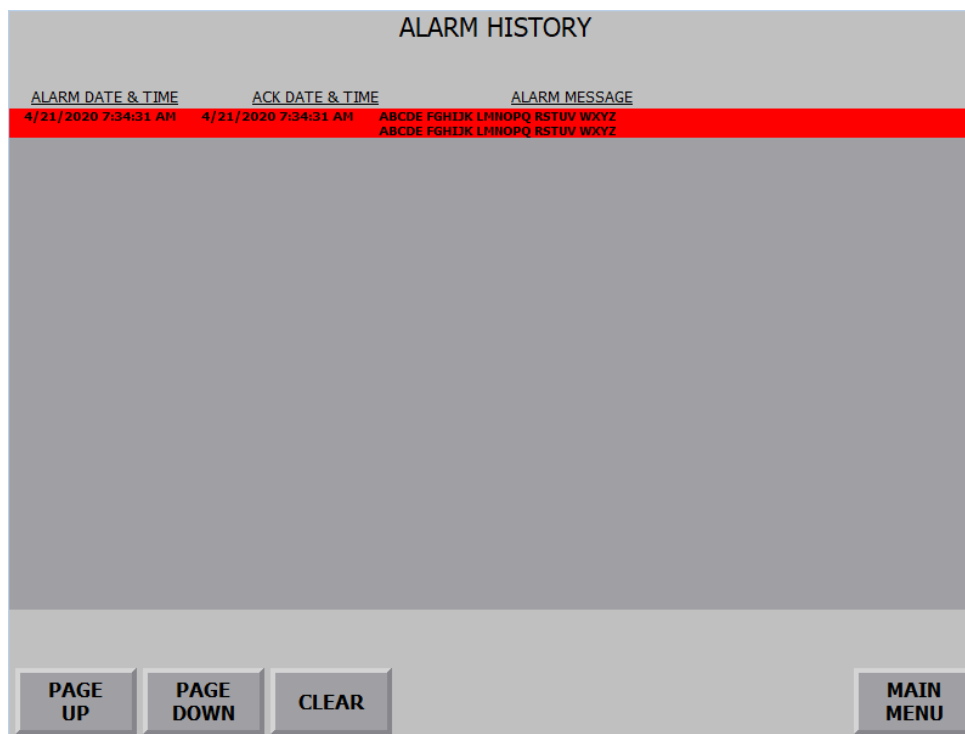 ALARM HISTORY
ALARM DATE & TIME ACK DATE & TIME ALARM MESSAGE
4/21/2020 7:34:31 AM 4/21/2020 7:34:31 AM ABCDE FGHIJK LMNOPQ RSTUV WXYZ
ABCDE FGHIJK LMNOPQ RSTUV WXYZ
PAGE UP
PAGE DOWN
CLEAR
MAIN MENU